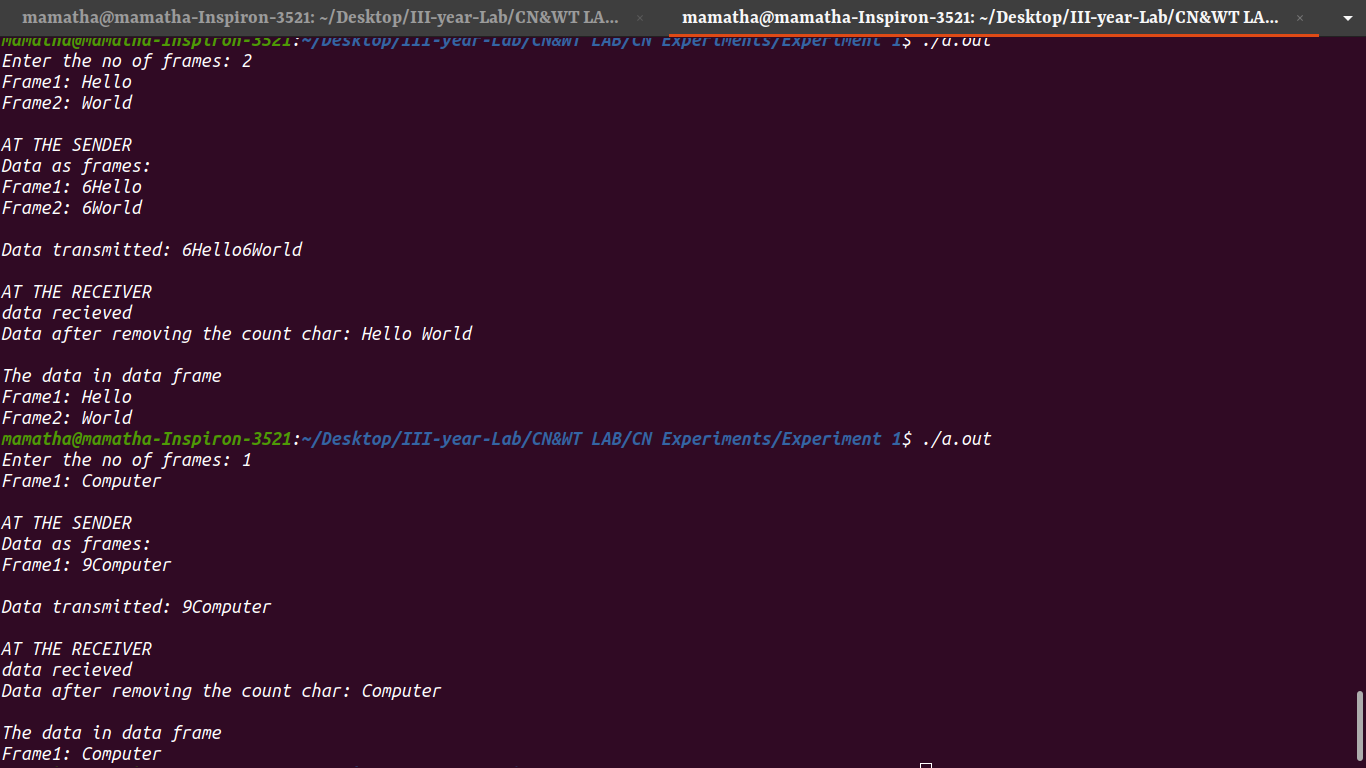 mamatha@mamatha-Inspiron-3521: ~/Desktop/III-year-Lab/CN&WT LA... × mamatha@mamatha-Inspiron-3521: ~/Desktop/III-year-Lab/CN&WT LA... ×
mamatha@mamatha-Inspiron-3521:~/Desktop/III-year-Lab/CN&WT LAB/CN Experiments/Experiment 1$ ./a.out
Enter the no of frames: 2
Frame1: Hello
Frame2: World

AT THE SENDER
Data as frames:
Frame1: 6Hello
Frame2: 6World

Data transmitted: 6Hello6World

AT THE RECEIVER
data recieved
Data after removing the count char: Hello World

The data in data frame
Frame1: Hello
Frame2: World
mamatha@mamatha-Inspiron-3521:~/Desktop/III-year-Lab/CN&WT LAB/CN Experiments/Experiment 1$ ./a.out
Enter the no of frames: 1
Frame1: Computer

AT THE SENDER
Data as frames:
Frame1: 9Computer

Data transmitted: 9Computer

AT THE RECEIVER
data recieved
Data after removing the count char: Computer

The data in data frame
Frame1: Computer